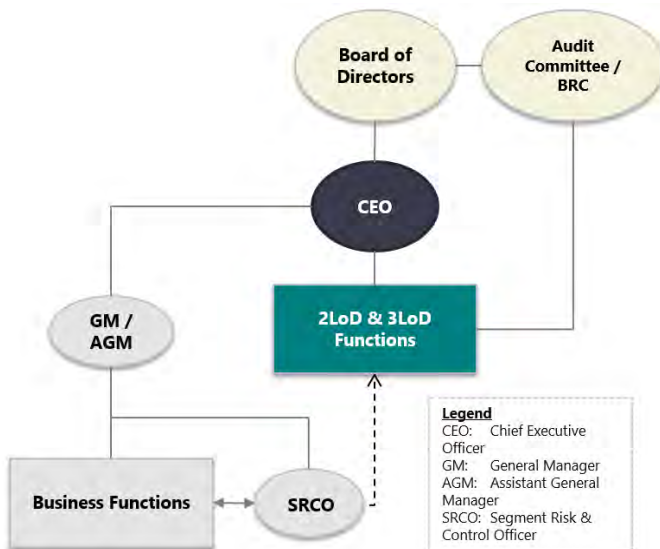 Board of
Directors
Audit
Committee /
BRC
CEO
GM /
AGM
2LoD & 3LoD
Functions
Business Functions
SRCO
Legend
CEO: Chief Executive
Officer
GM: General Manager
AGM: Assistant General
Manager
SRCO: Segment Risk &
Control Officer